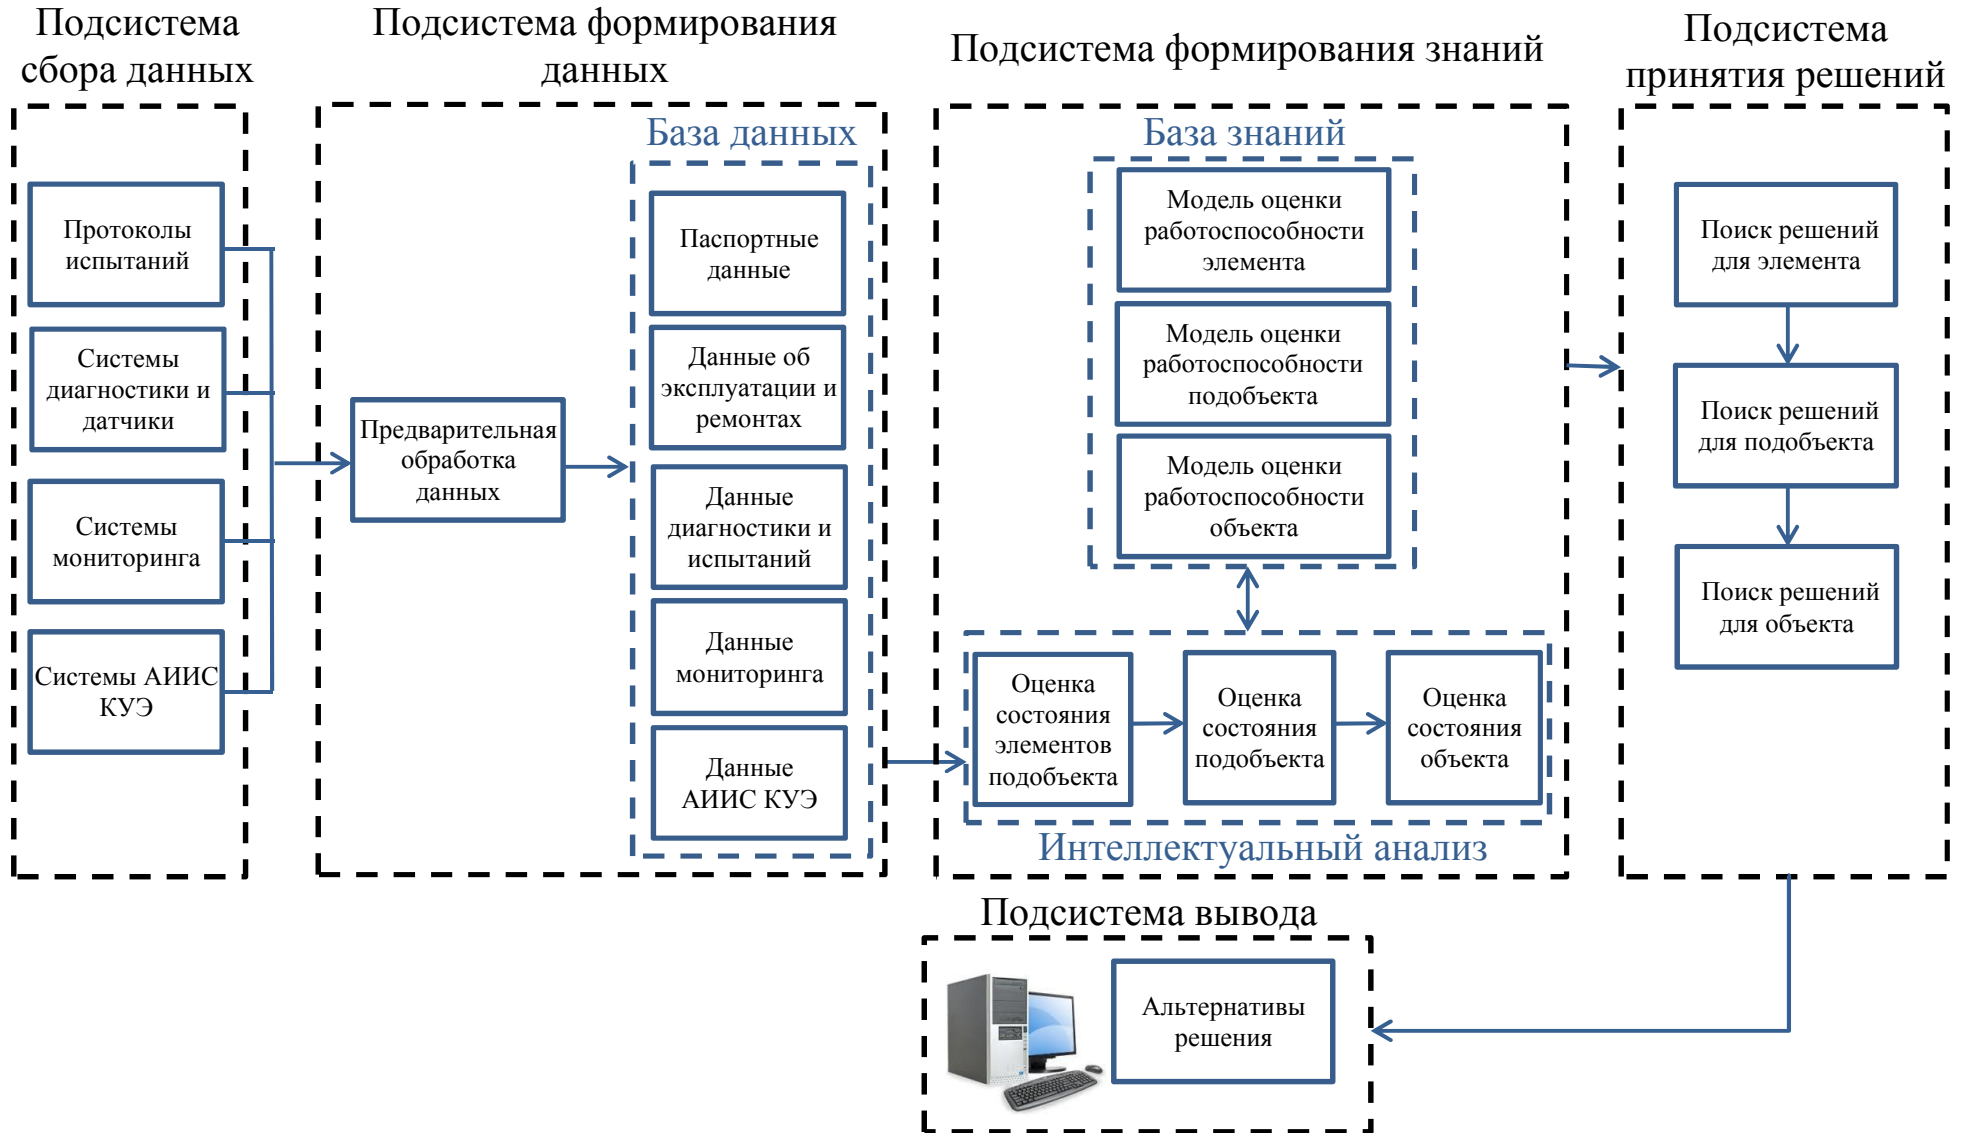 Подсистема
сбора данных
Протоколы
испытаний
Системы
диагностики и
датчики
Системы
мониторинга
Системы АИИС
КУЭ
Подсистема формирования
данных
Предварительная
обработка
данных
База данных
Паспортные
данные
Данные об
эксплуатации и
ремонтах
Данные
диагностики и
испытаний
Данные
мониторинга
Данные
АИИС КУЭ
Подсистема формирования знаний
База знаний
Модель оценки
работоспособности
элемента
Модель оценки
работоспособности
подобъекта
Модель оценки
работоспособности
объекта
Оценка
состояния
элементов
подобъекта
Оценка
состояния
подобъекта
Оценка
состояния
объекта
Интеллектуальный анализ
Подсистема
принятия решений
Поиск решений
для элемента
Поиск решений
для подобъекта
Поиск решений
для объекта
Подсистема вывода
Альтернативы
решения